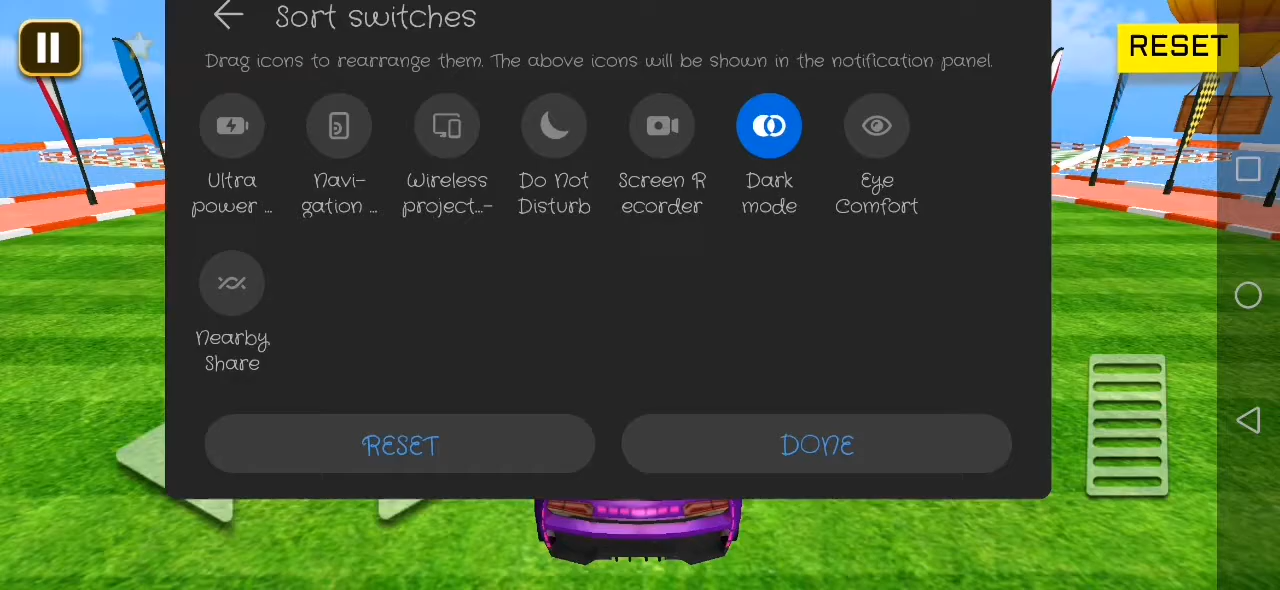 Sort switches
RESET
Drag icons to rearrange them. The above icons will be shown in the notification panel.
Ultra power ...
Navi-gation ...
Wireless project...-
Do Not Disturb
Screen R ecorder
Dark mode
Eye Comfort
Nearby Share
RESET
DONE